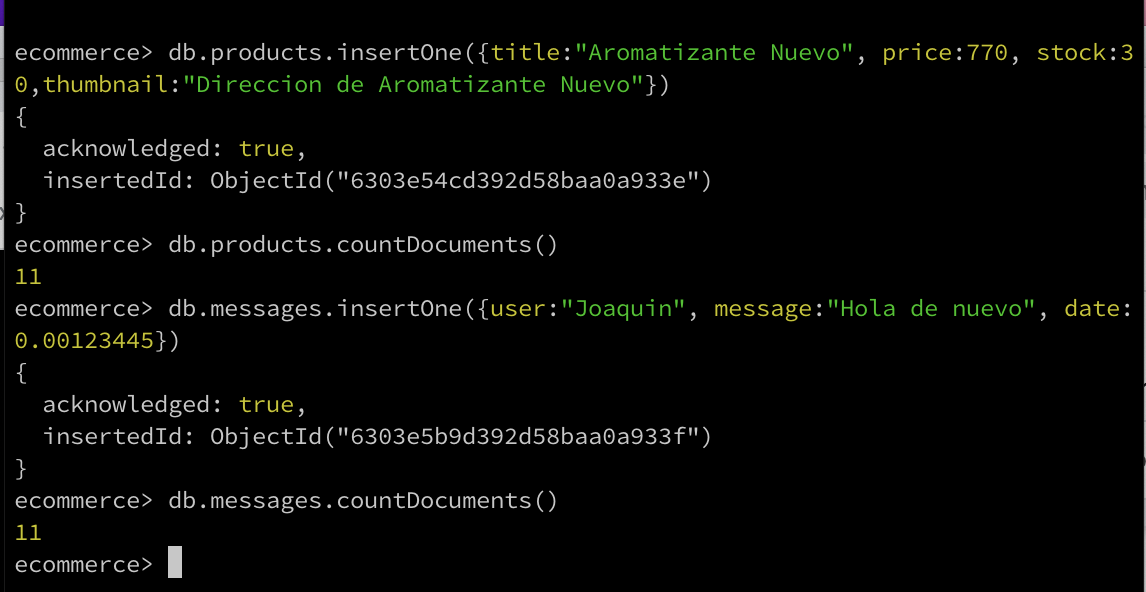 ecommerce> db.products.insertOne({title:"Aromatizante Nuevo", price:770, stock:3
0,thumbnail:"Direccion de Aromatizante Nuevo"})
{
  acknowledged: true,
  insertedId: ObjectId("6303e54cd392d58baa0a933e")
}
ecommerce> db.products.countDocuments()
11
ecommerce> db.messages.insertOne({user:"Joaquin", message:"Hola de nuevo", date:
0.00123445})
{
  acknowledged: true,
  insertedId: ObjectId("6303e5b9d392d58baa0a933f")
}
ecommerce> db.messages.countDocuments()
11
ecommerce>